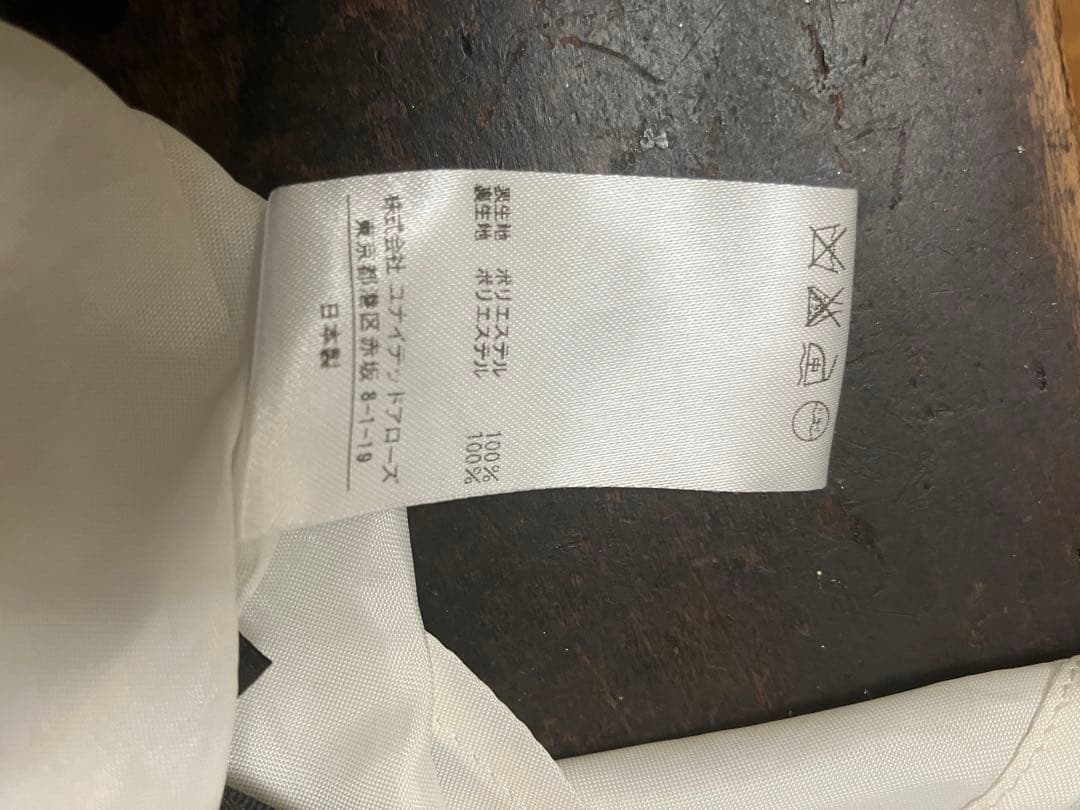 中
表生地 ポリエステル 100%
裏生地 ポリエステル 100%
株式会社 ユナイテッドアローズ
東京都港区赤坂 8-1-19
日本製